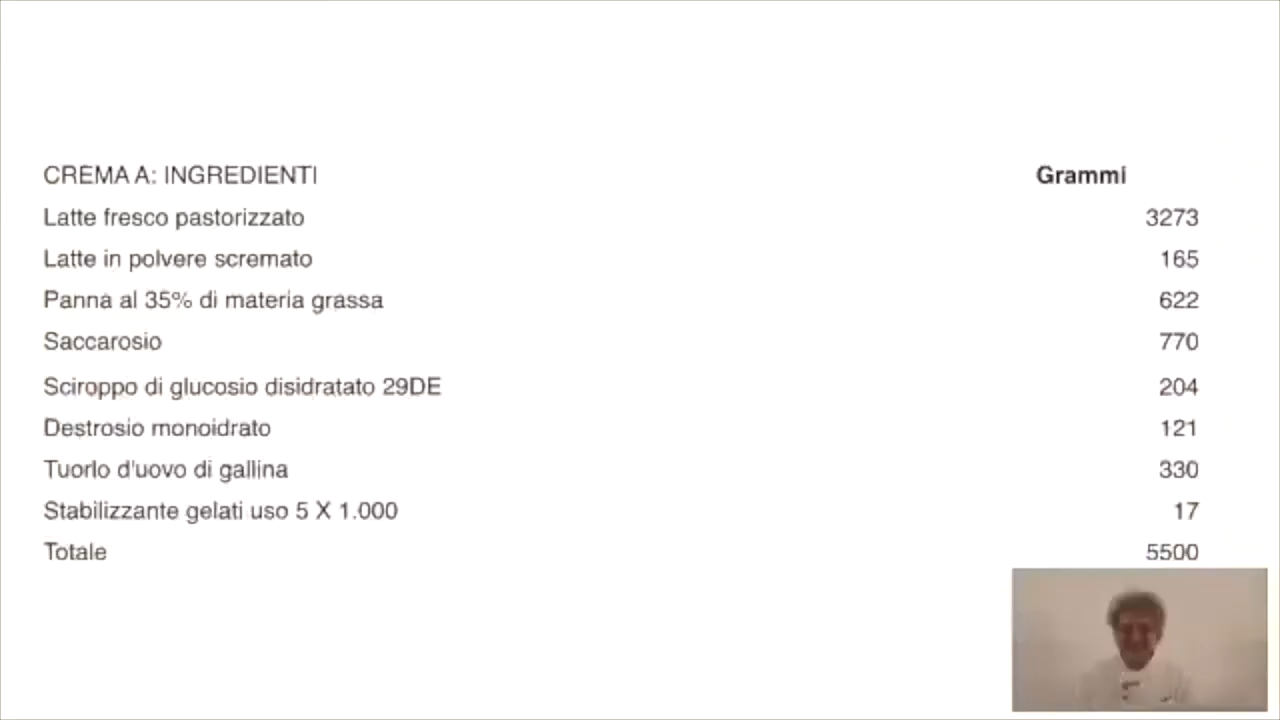 CREMA A: INGREDIENTI Grammi
Latte fresco pastorizzato 3273
Latte in polvere scremato 165
Panna al 35% di materia grassa 622
Saccarosio 770
Sciroppo di glucosio disidratato 29DE 204
Destrosio monoidrato 121
Tuorlo d'uovo di gallina 330
Stabilizzante gelati uso 5 X 1.000 17
Totale 5500